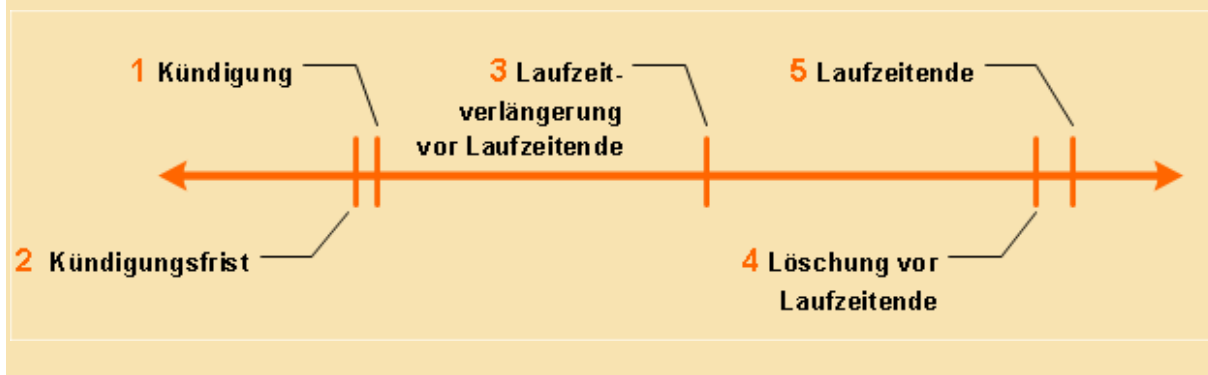 1 Kündigung
3 Laufzeit-
verlängerung
vor Laufzeitende
5 Laufzeitende
2 Kündigungsfrist
4 Löschung vor
Laufzeitende